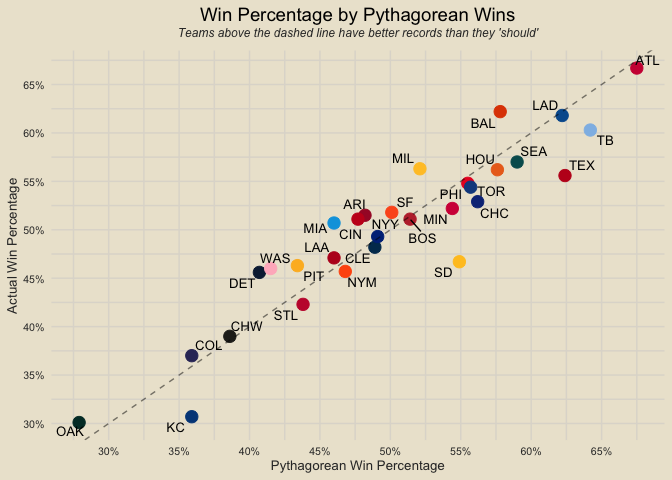 Win Percentage by Pythagorean Wins
Teams above the dashed line have better records than they 'should'
ATL
65%
LAD
BAL
60%
TB
SEA
HOU
MIL
TEX
55%
TOR
PHI
SF
ARI
CHC
MIN
NYY
50%
MIA
CIN
BOS
LAA
CLE
WAS
SD
PIT
45%
DET
NYM
STL
40%
CHW
COL
35%
KC
OAK
30%
30%
35%
40%
45%
50%
55%
60%
65%
Pythagorean Win Percentage
Actual Win Percentage